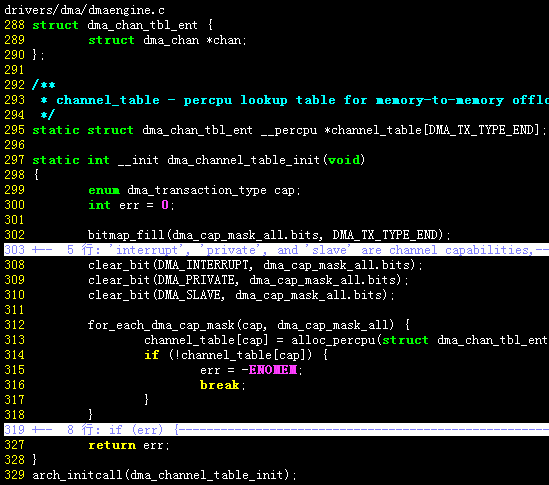 drivers/dma/dmaengine.c
288 struct dma_chan_tbl_ent {
289         struct dma_chan *chan;
290 };
291
292 /**
293  * channel_table - percpu lookup table for memory-to-memory offlo
294  */
295 static struct dma_chan_tbl_ent __percpu *channel_table[DMA_TX_TYPE_END];
296
297 static int __init dma_channel_table_init(void)
298 {
299         enum dma_transaction_type cap;
300         int err = 0;
301
302         bitmap_fill(dma_cap_mask_all.bits, DMA_TX_TYPE_END);
303 +--  5 行: 'interrupt', 'private', and 'slave' are channel capabilities,--
308         clear_bit(DMA_INTERRUPT, dma_cap_mask_all.bits);
309         clear_bit(DMA_PRIVATE, dma_cap_mask_all.bits);
310         clear_bit(DMA_SLAVE, dma_cap_mask_all.bits);
311
312         for_each_dma_cap_mask(cap, dma_cap_mask_all) {
313                 channel_table[cap] = alloc_percpu(struct dma_chan_tbl_ent
314                 if (!channel_table[cap]) {
315                         err = -ENOMEM;
316                         break;
317                 }
318         }
319 +--  8 行: if (err) {--------------------------------------------------
327         return err;
328 }
329 arch_initcall(dma_channel_table_init);